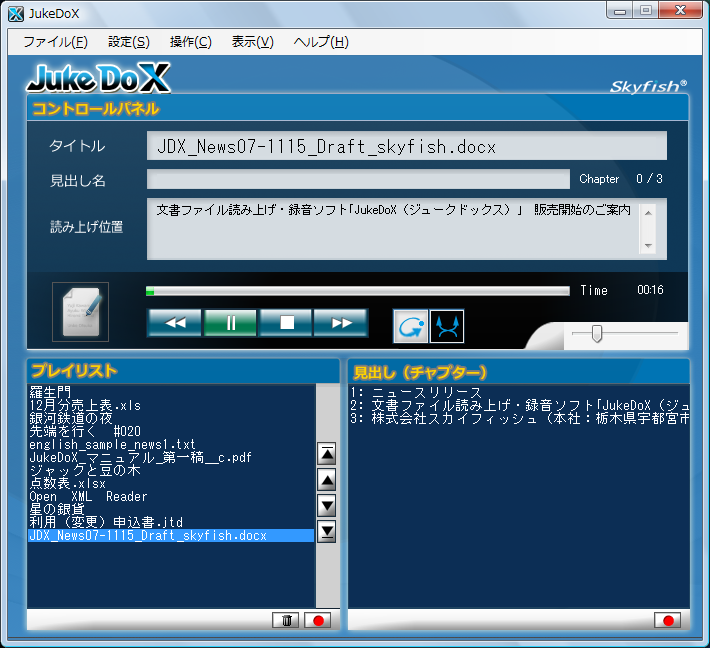 JukeDoX
ファイル(F) 設定(S) 操作(C) 表示(V) ヘルプ(H)
Juke Do X
Skyfish®
コントロールパネル
タイトル JDX_News07-1115_Draft_skyfish.docx
見出し名 Chapter 0 / 3
読み上げ位置 文書ファイル読み上げ・録音ソフト｢JukeDoX（ジュークドックス）｣ 販売開始のご案内
Time 00:16
プレイリスト
羅生門
12月分売上表.xls
銀河鉄道の夜
先端を行く #020
english_sample_news1.txt
JukeDoX_マニュアル_第一稿__c.pdf
ジャックと豆の木
点数表.xlsx
Open XML Reader
星の銀貨
利用（変更）申込書.jtd
JDX_News07-1115_Draft_skyfish.docx
見出し（チャプター）
1: ニュースリリース
2: 文書ファイル読み上げ・録音ソフト｢JukeDoX（ジュ
3: 株式会社スカイフィッシュ（本社：栃木県宇都宮市